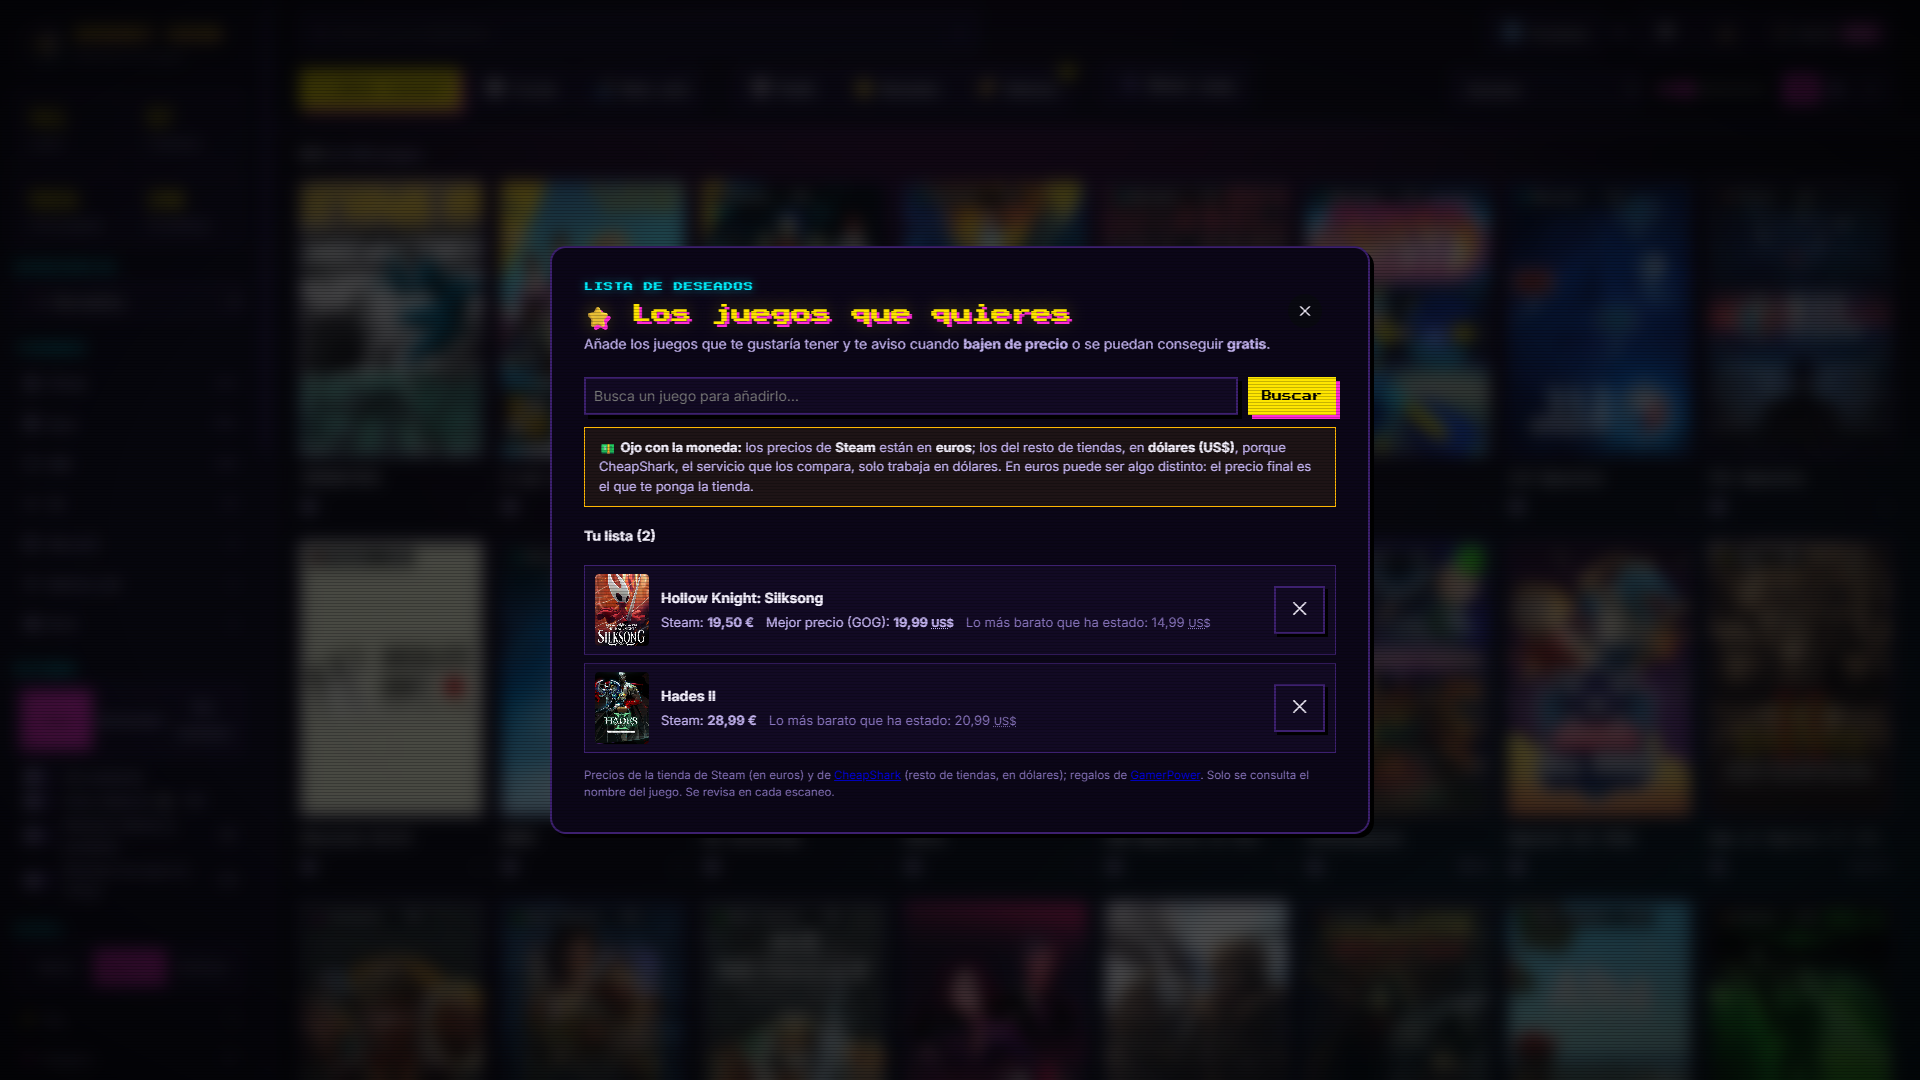 LISTA DE DESEADOS
Los juegos que quieres
Añade los juegos que te gustaría tener y te aviso cuando bajen de precio o se puedan conseguir gratis.
Busca un juego para añadirlo...
Buscar
Ojo con la moneda: los precios de Steam están en euros; los del resto de tiendas, en dólares (US$), porque
CheapShark, el servicio que los compara, solo trabaja en dólares. En euros puede ser algo distinto: el precio final es
el que te ponga la tienda.
Tu lista (2)
SILKSONG
Hollow Knight: Silksong
Steam: 19,50 € Mejor precio (GOG): 19,99 US$ Lo más barato que ha estado: 14,99 US$
HADES
Hades II
Steam: 28,99 € Lo más barato que ha estado: 20,99 US$
Precios de la tienda de Steam (en euros) y de CheapShark (resto de tiendas, en dólares); regalos de GamerPower. Solo se consulta el
nombre del juego. Se revisa en cada escaneo.